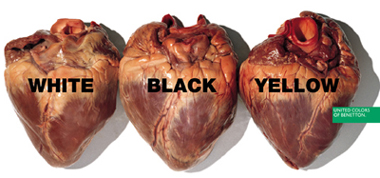 WHITE BLACK YELLOW
UNITED COLORS
OF BENETTON.